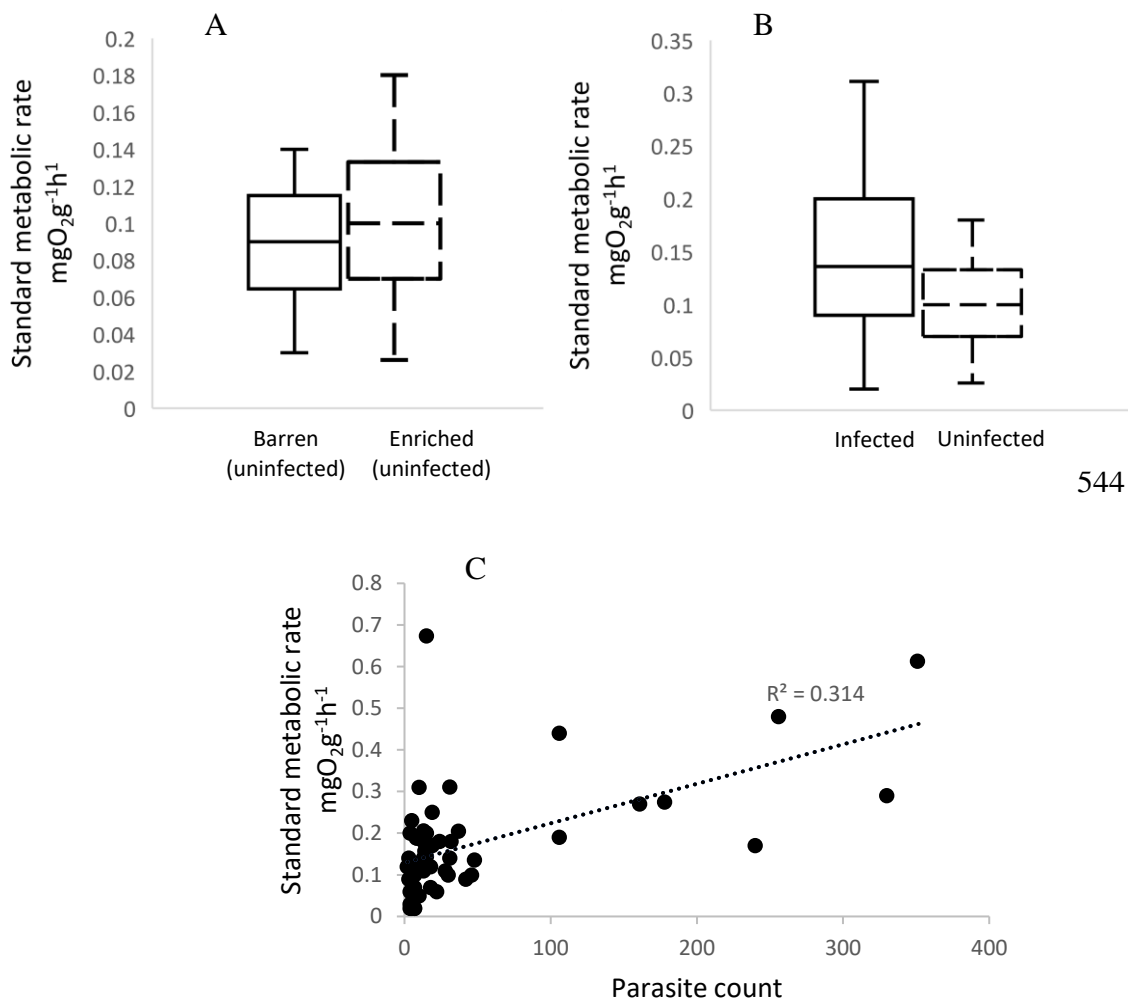 A
Standard metabolic rate
mgO₂g⁻¹h¹
0.2
0.18
0.16
0.14
0.12
0.1
0.08
0.06
0.04
0.02
0
Barren
(uninfected)
Enriched
(uninfected)
B
Standard metabolic rate
mgO₂g⁻¹h¹
0.35
0.3
0.25
0.2
0.15
0.1
0.05
0
Infected
Uninfected
544
C
Standard metabolic rate
mgO₂g⁻¹h⁻¹
0.8
0.7
0.6
0.5
0.4
0.3
0.2
0.1
0
R² = 0.314
0 100 200 300 400
Parasite count